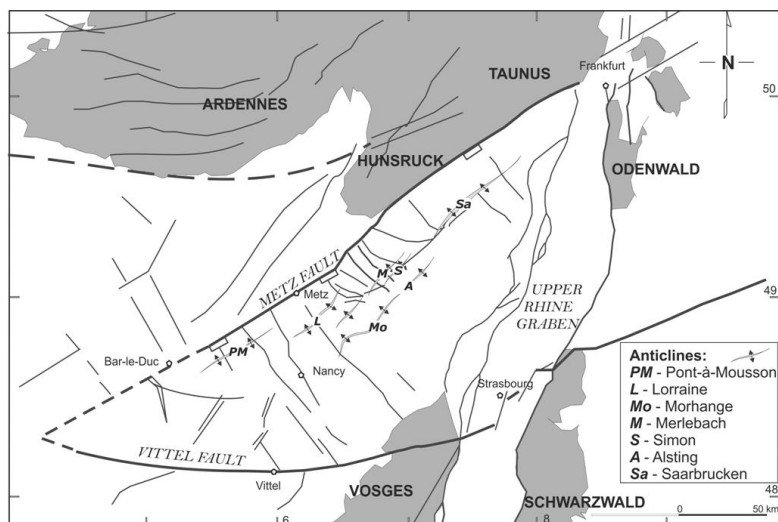 TAUNUS
Frankfurt
N
50
ARDENNES
HUNSRUCK
ODENWALD
Sa
METZ FAULT
Metz
M
S
A
UPPER
RHINE
GRABEN
49
L
Mo
PM
Bar-le-Duc
Nancy
Strasbourg
Anticlines:
PM - Pont-à-Mousson
L - Lorraine
Mo - Morhange
M - Merlebach
S - Simon
A - Alsting
Sa - Saarbrucken
VITTEL FAULT
Vittel
VOSGES
SCHWARZWALD
48
6
8
0 50 km